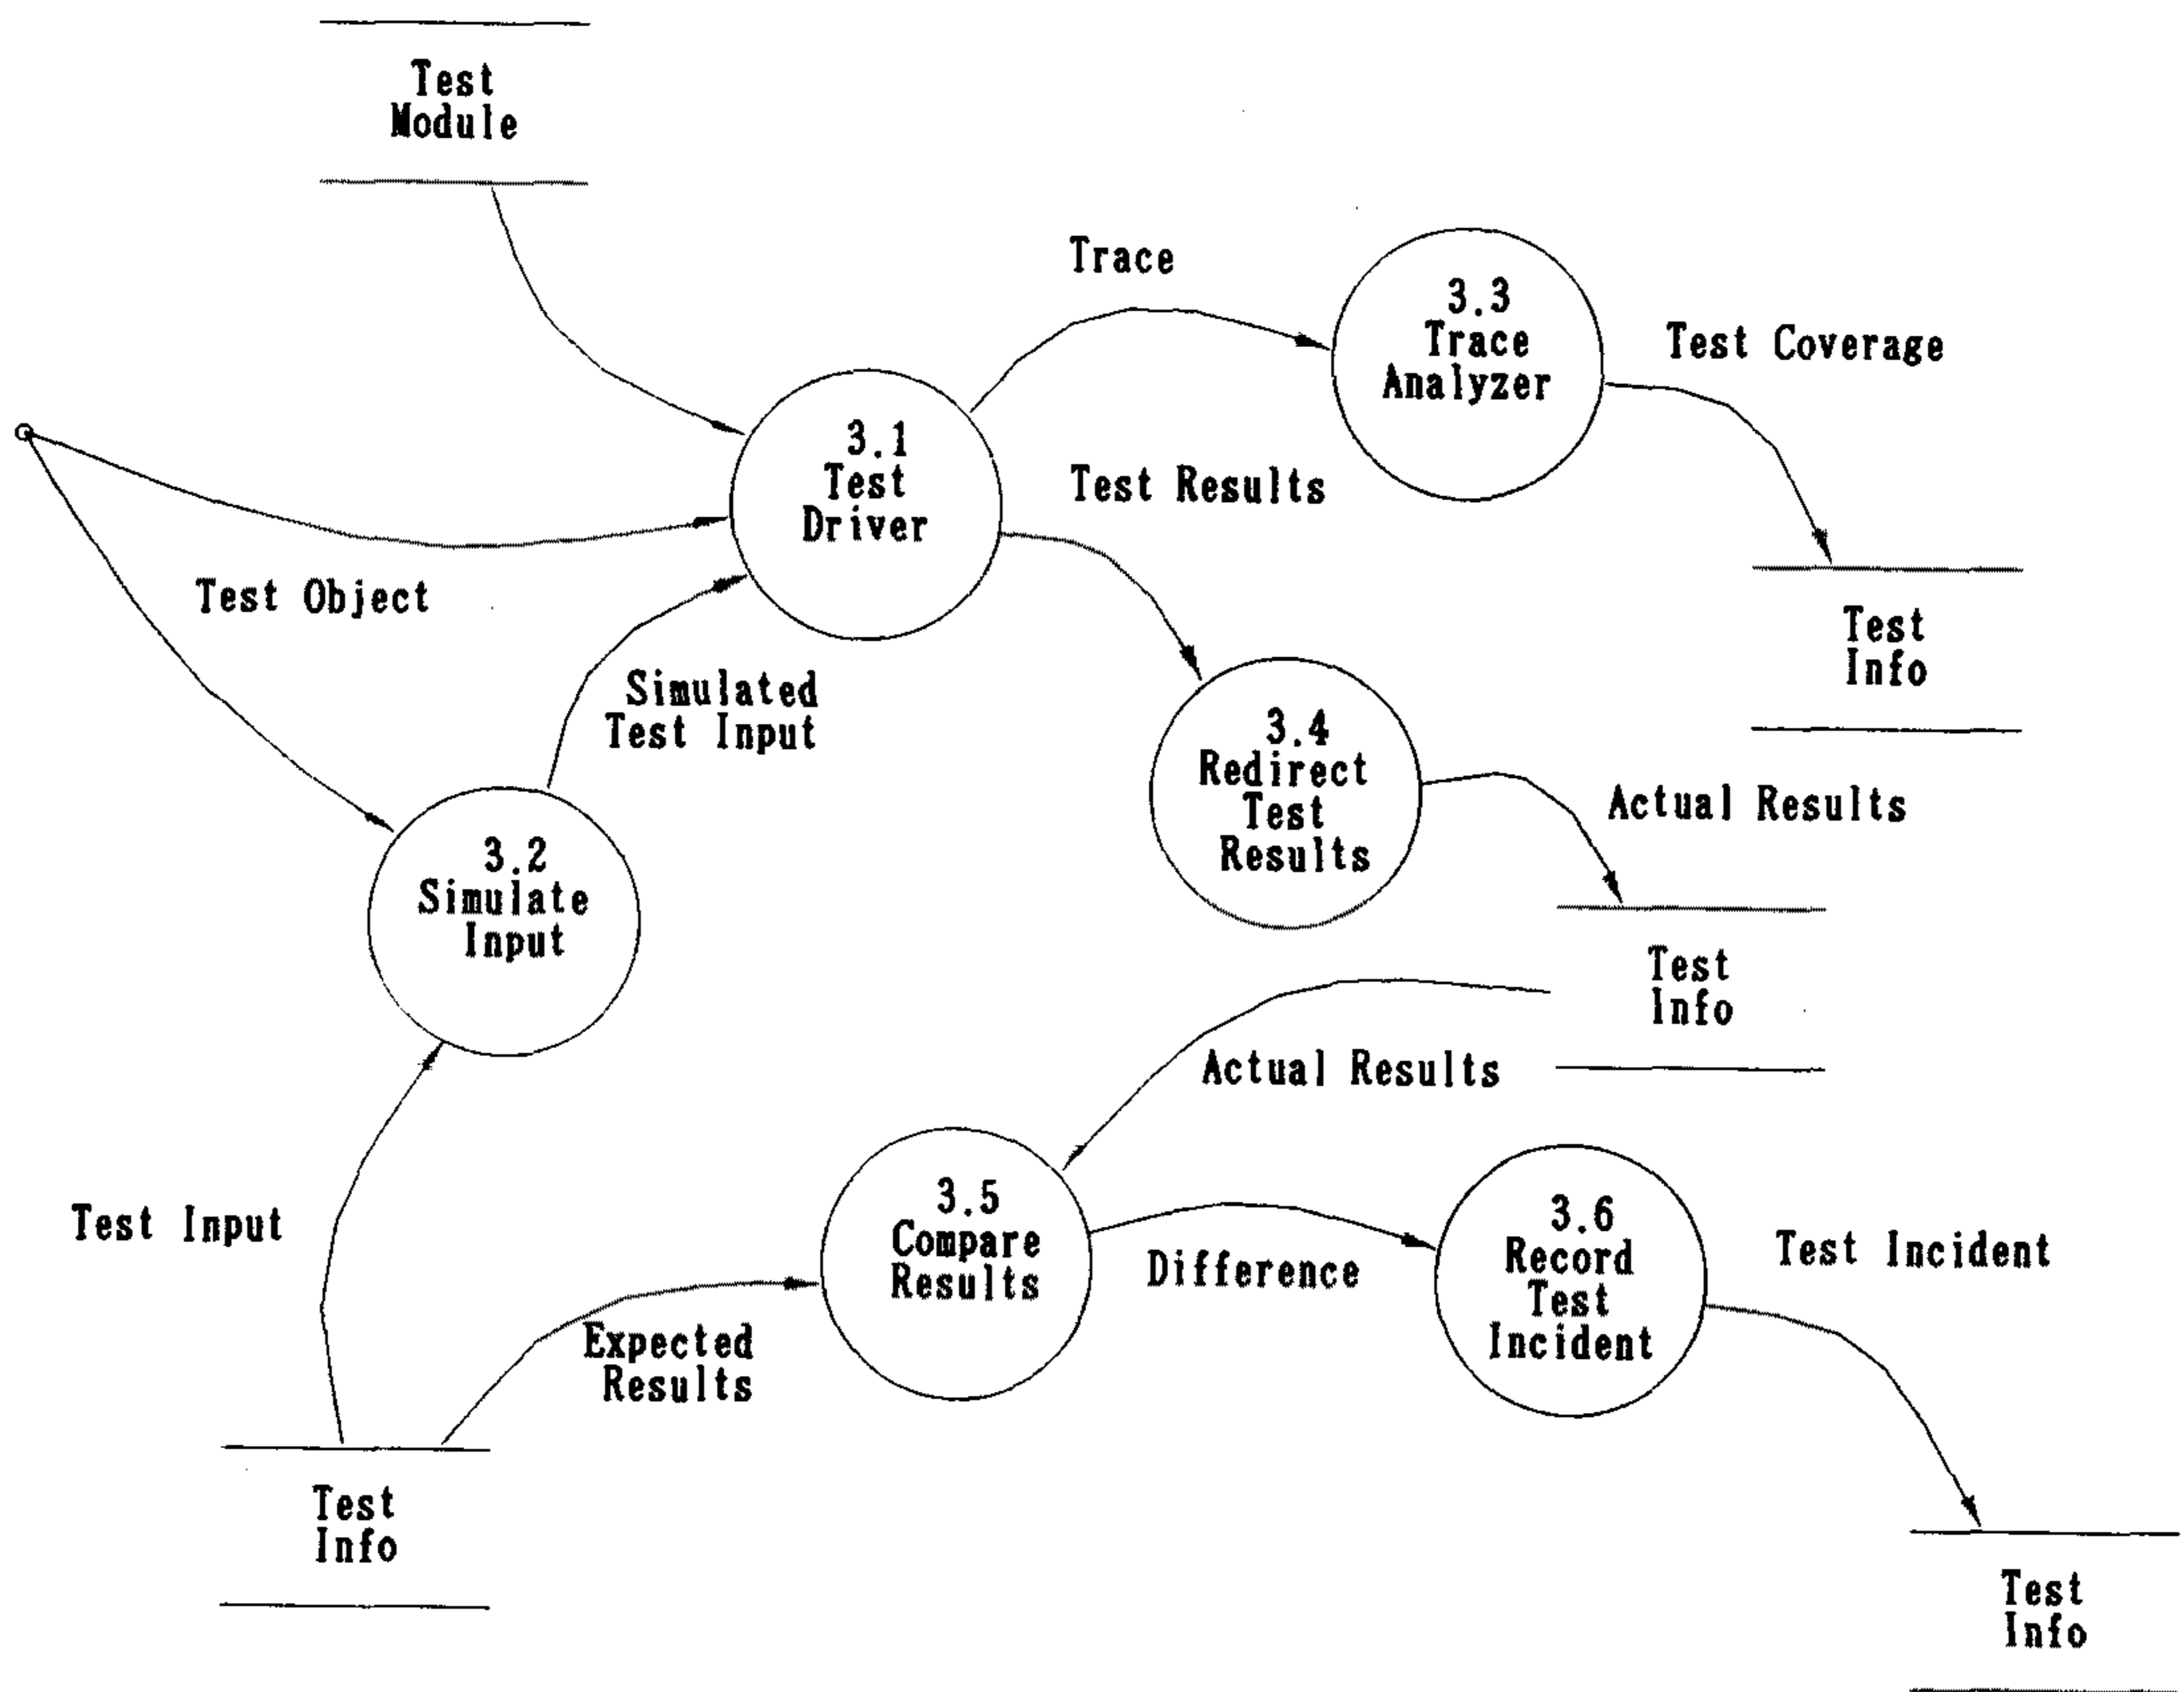 Test
Module
Trace
3.3
Trace
Analyzer
Test Coverage
3.1
Test
Driver
Test Results
Test Object
Test
Info
Simulated
Test Input
3.4
Redirect
Test
Results
Actual Results
3.2
Simulate
Input
Test
Info
Actual Results
Test Input
3.5
Compare
Results
Difference
3.6
Record
Test
Incident
Test Incident
Expected
Results
Test
Info
Test
Info